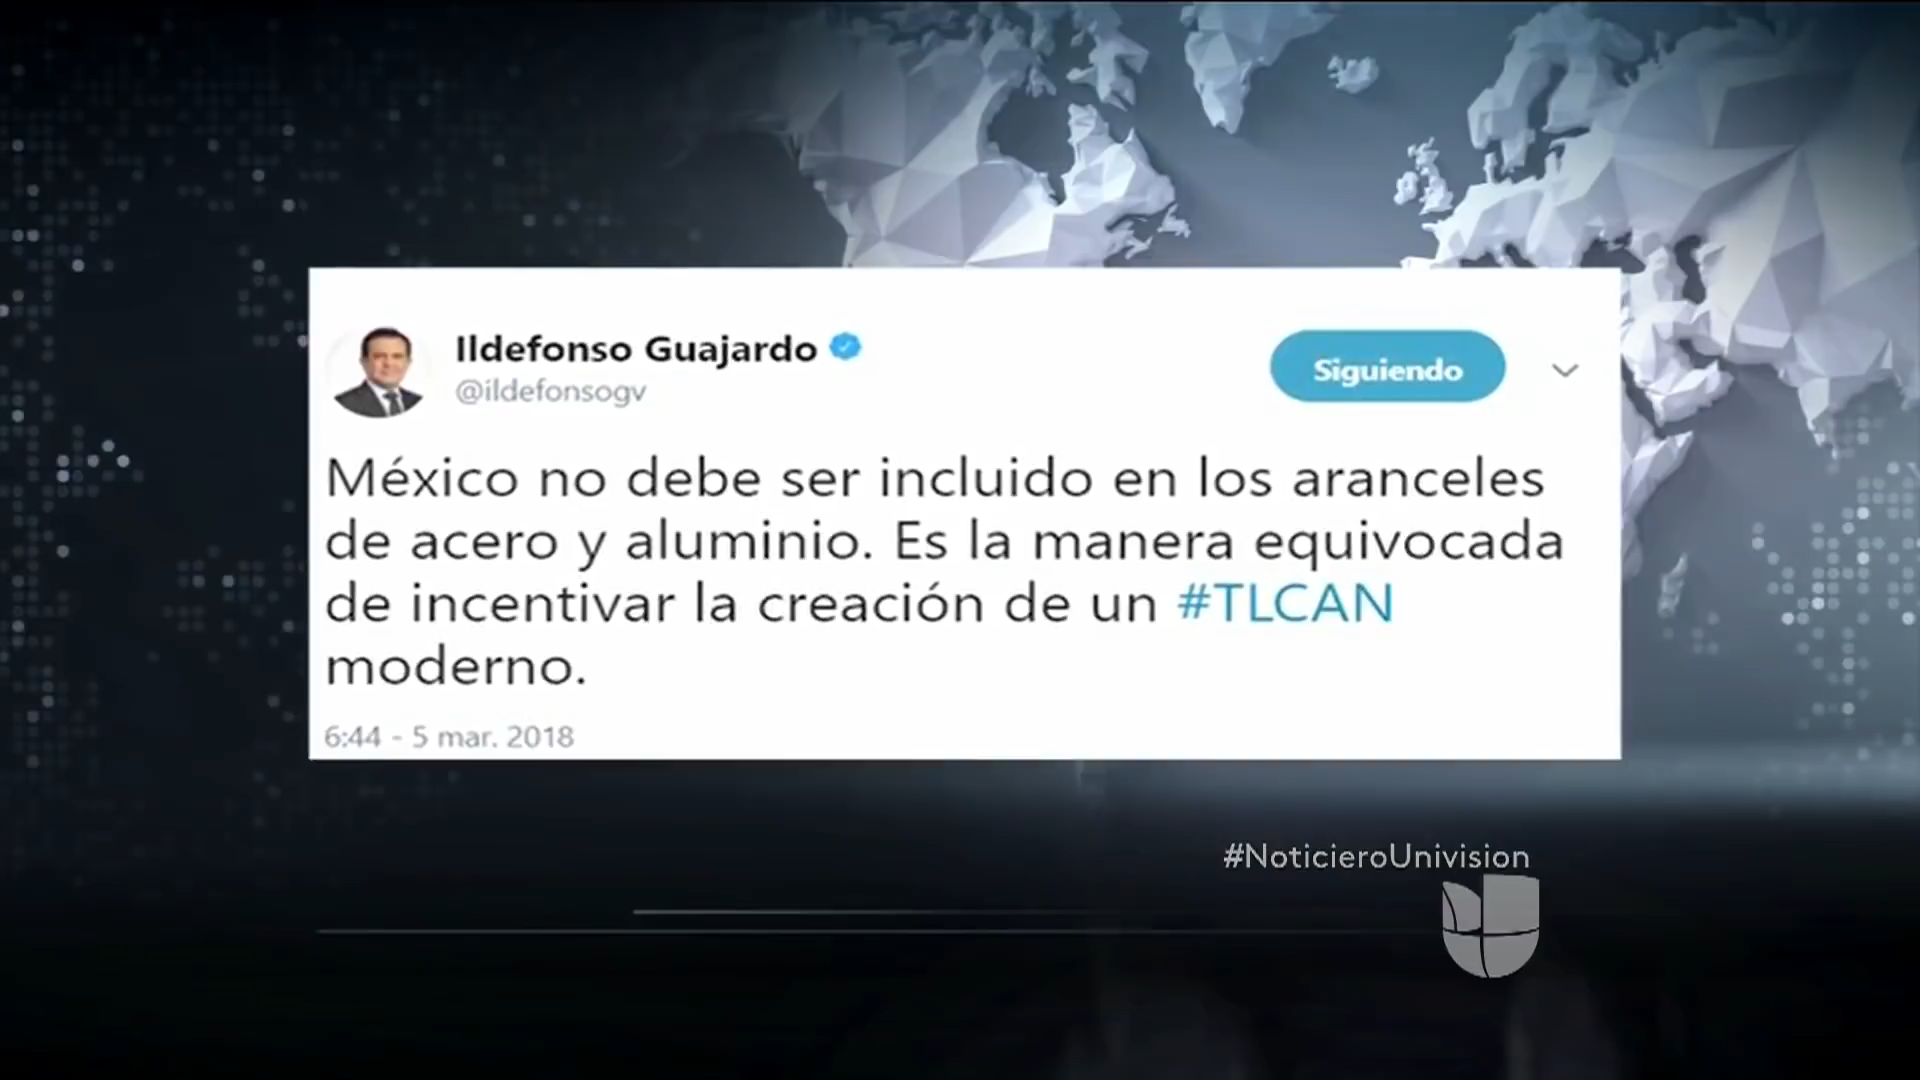 Ildefonso Guajardo
@ildefonsogv
Siguiendo
México no debe ser incluido en los aranceles
de acero y aluminio. Es la manera equivocada
de incentivar la creación de un #TLCAN
moderno.
6:44 - 5 mar. 2018
#NoticieroUnivision